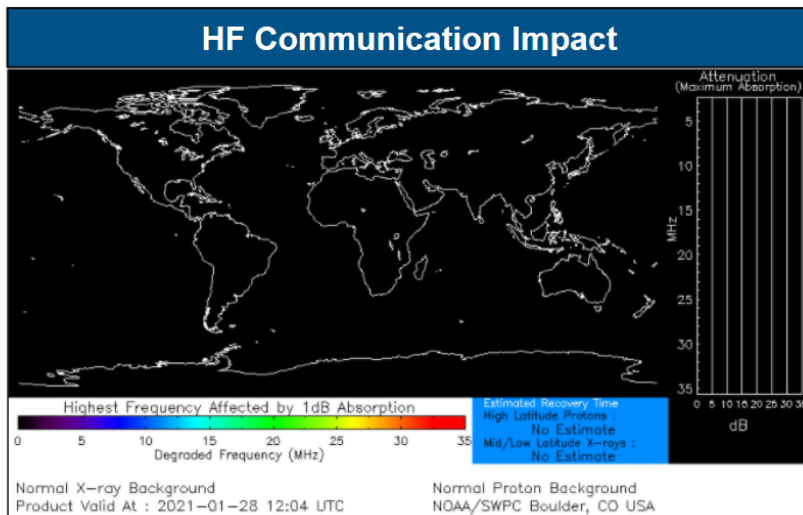 HF Communication Impact
Attenuation
(Maximum Absorption)
5
10
15
20
25
30
35
MHz
0 5 10 15 20 25 30 35
dB
Highest Frequency Affected by 1dB Absorption
0 5 10 15 20 25 30 35
Degraded Frequency (MHz)
Estimated Recovery Time
High Latitude Protons :
No Estimate
Mid/Low Latitude X-rays :
No Estimate
Normal X-ray Background
Product Valid At : 2021-01-28 12:04 UTC
Normal Proton Background
NOAA/SWPC Boulder, CO USA